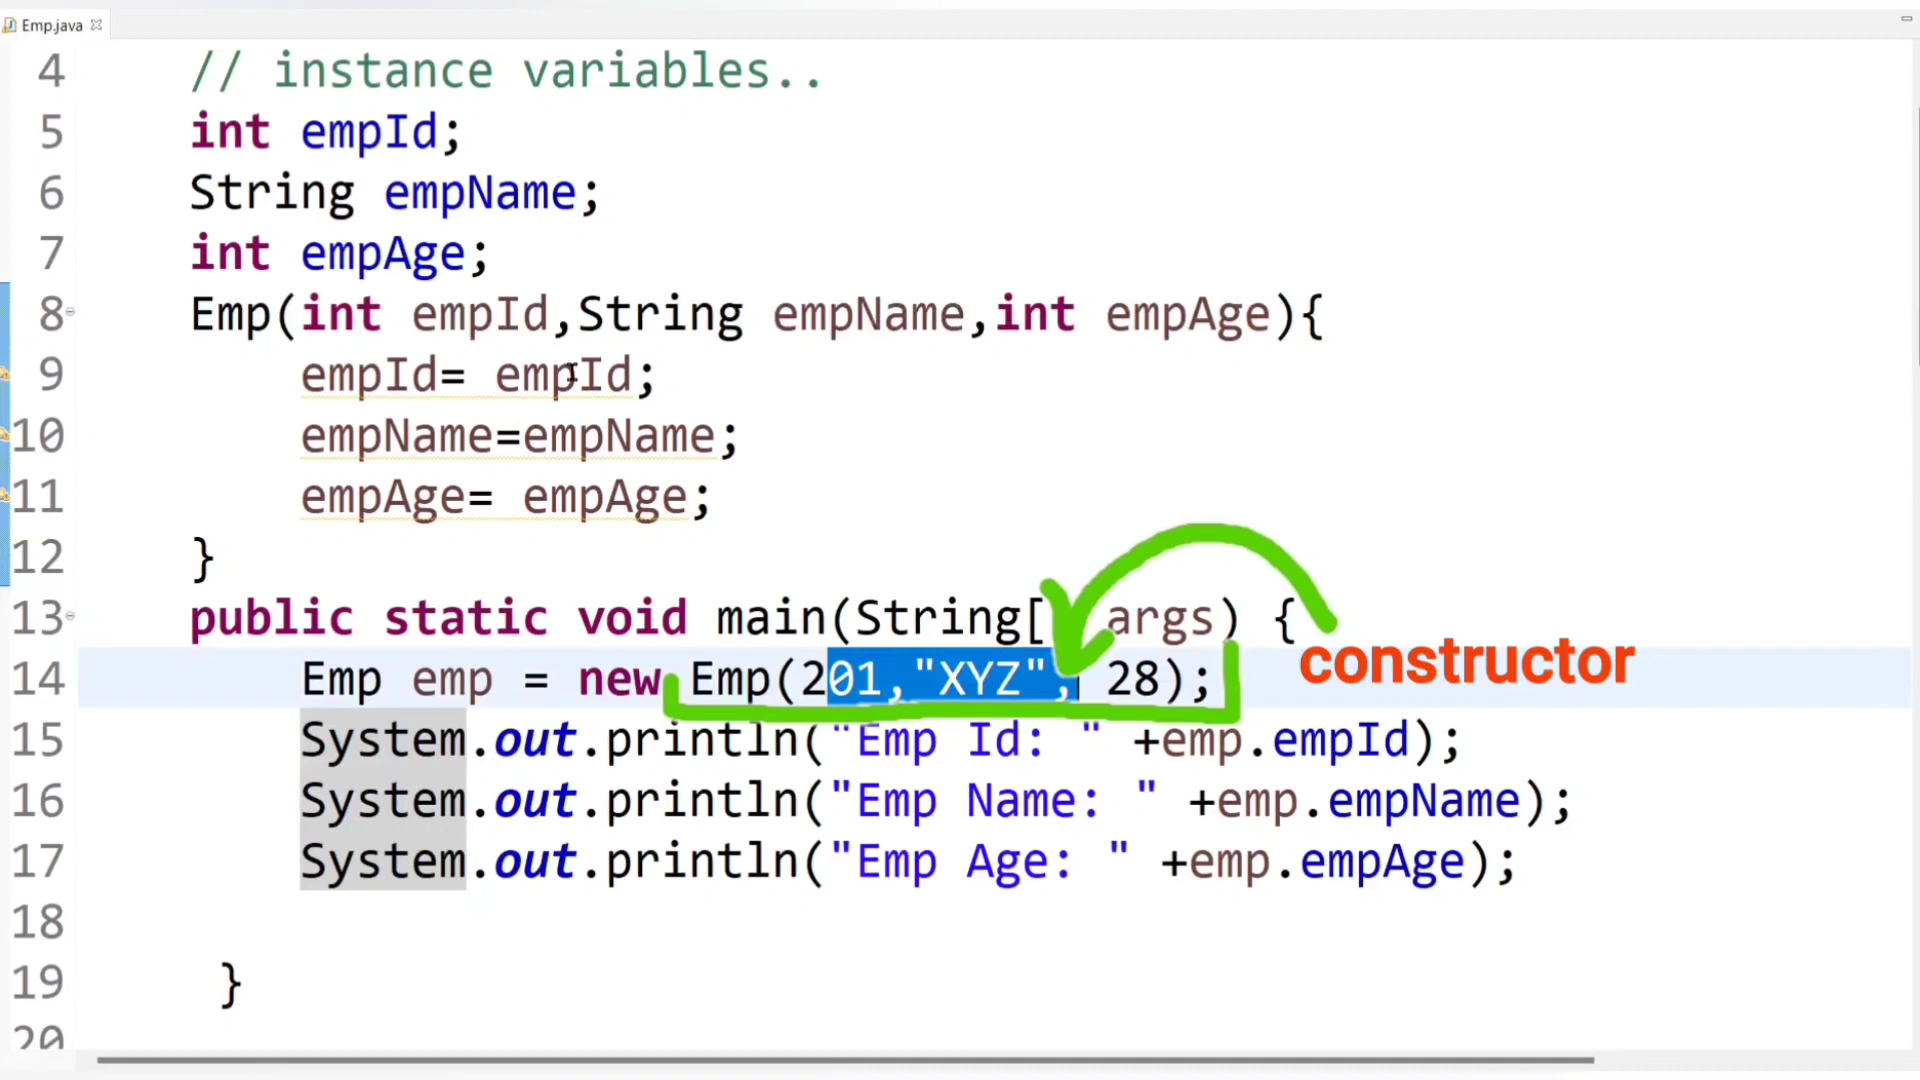 Emp.java
4 // instance variables..
5 int empId;
6 String empName;
7 int empAge;
8 Emp(int empId,String empName,int empAge){
9 empId= empId;
10 empName=empName;
11 empAge= empAge;
12 }
13 public static void main(String[ args) {
14 Emp emp = new Emp(201,"XYZ", 28);
constructor
15 System.out.println("Emp Id: " +emp.empId);
16 System.out.println("Emp Name: " +emp.empName);
17 System.out.println("Emp Age: " +emp.empAge);
18
19 }
20